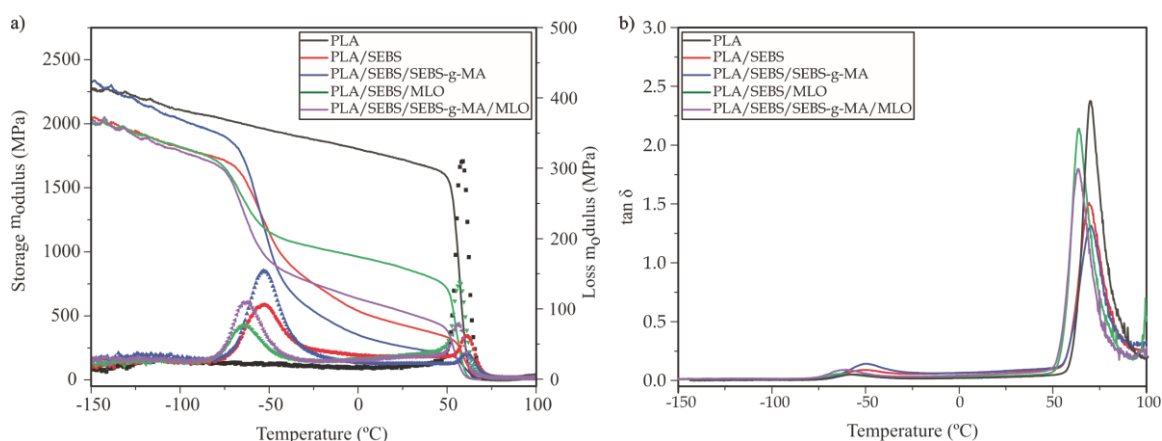 a)
2500
2000
1500
1000
500
0
Storage modulus (MPa)
-150
-100
-50
0
50
100
Temperature (ºC)
500
400
300
200
100
0
Loss modulus (MPa)
PLA
PLA/SEBS
PLA/SEBS/SEBS-g-MA
PLA/SEBS/MLO
PLA/SEBS/SEBS-g-MA/MLO
b)
3.0
2.5
2.0
1.5
1.0
0.5
0.0
tan δ
-150
-100
-50
0
50
100
Temperature (ºC)
PLA
PLA/SEBS
PLA/SEBS/SEBS-g-MA
PLA/SEBS/MLO
PLA/SEBS/SEBS-g-MA/MLO